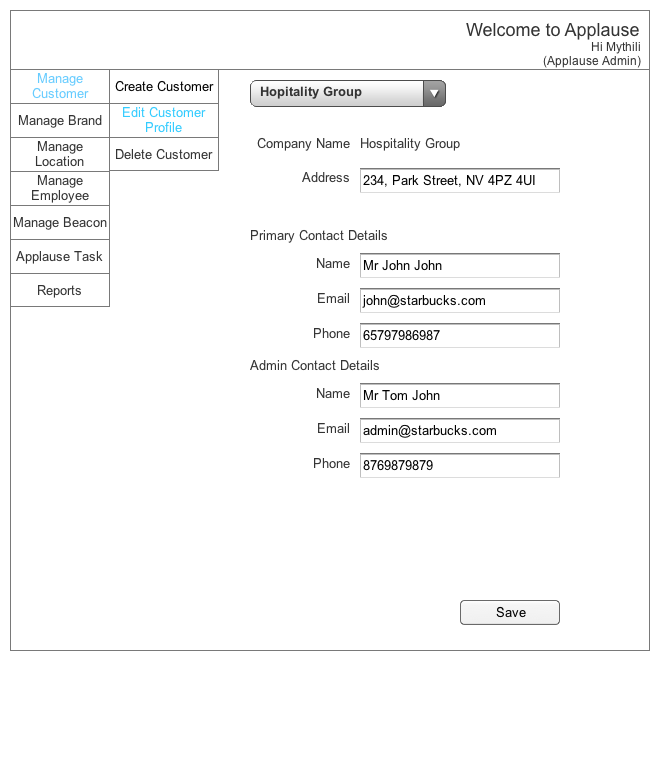 Welcome to Applause
Hi Mythili
(Applause Admin)
Manage
Customer
Manage Brand
Manage
Location
Manage
Employee
Manage Beacon
Applause Task
Reports
Create Customer
Edit Customer
Profile
Delete Customer
Hopitality Group
Company Name Hospitality Group
Address 234, Park Street, NV 4PZ 4UI
Primary Contact Details
Name Mr John John
Email john@starbucks.com
Phone 65797986987
Admin Contact Details
Name Mr Tom John
Email admin@starbucks.com
Phone 8769879879
Save